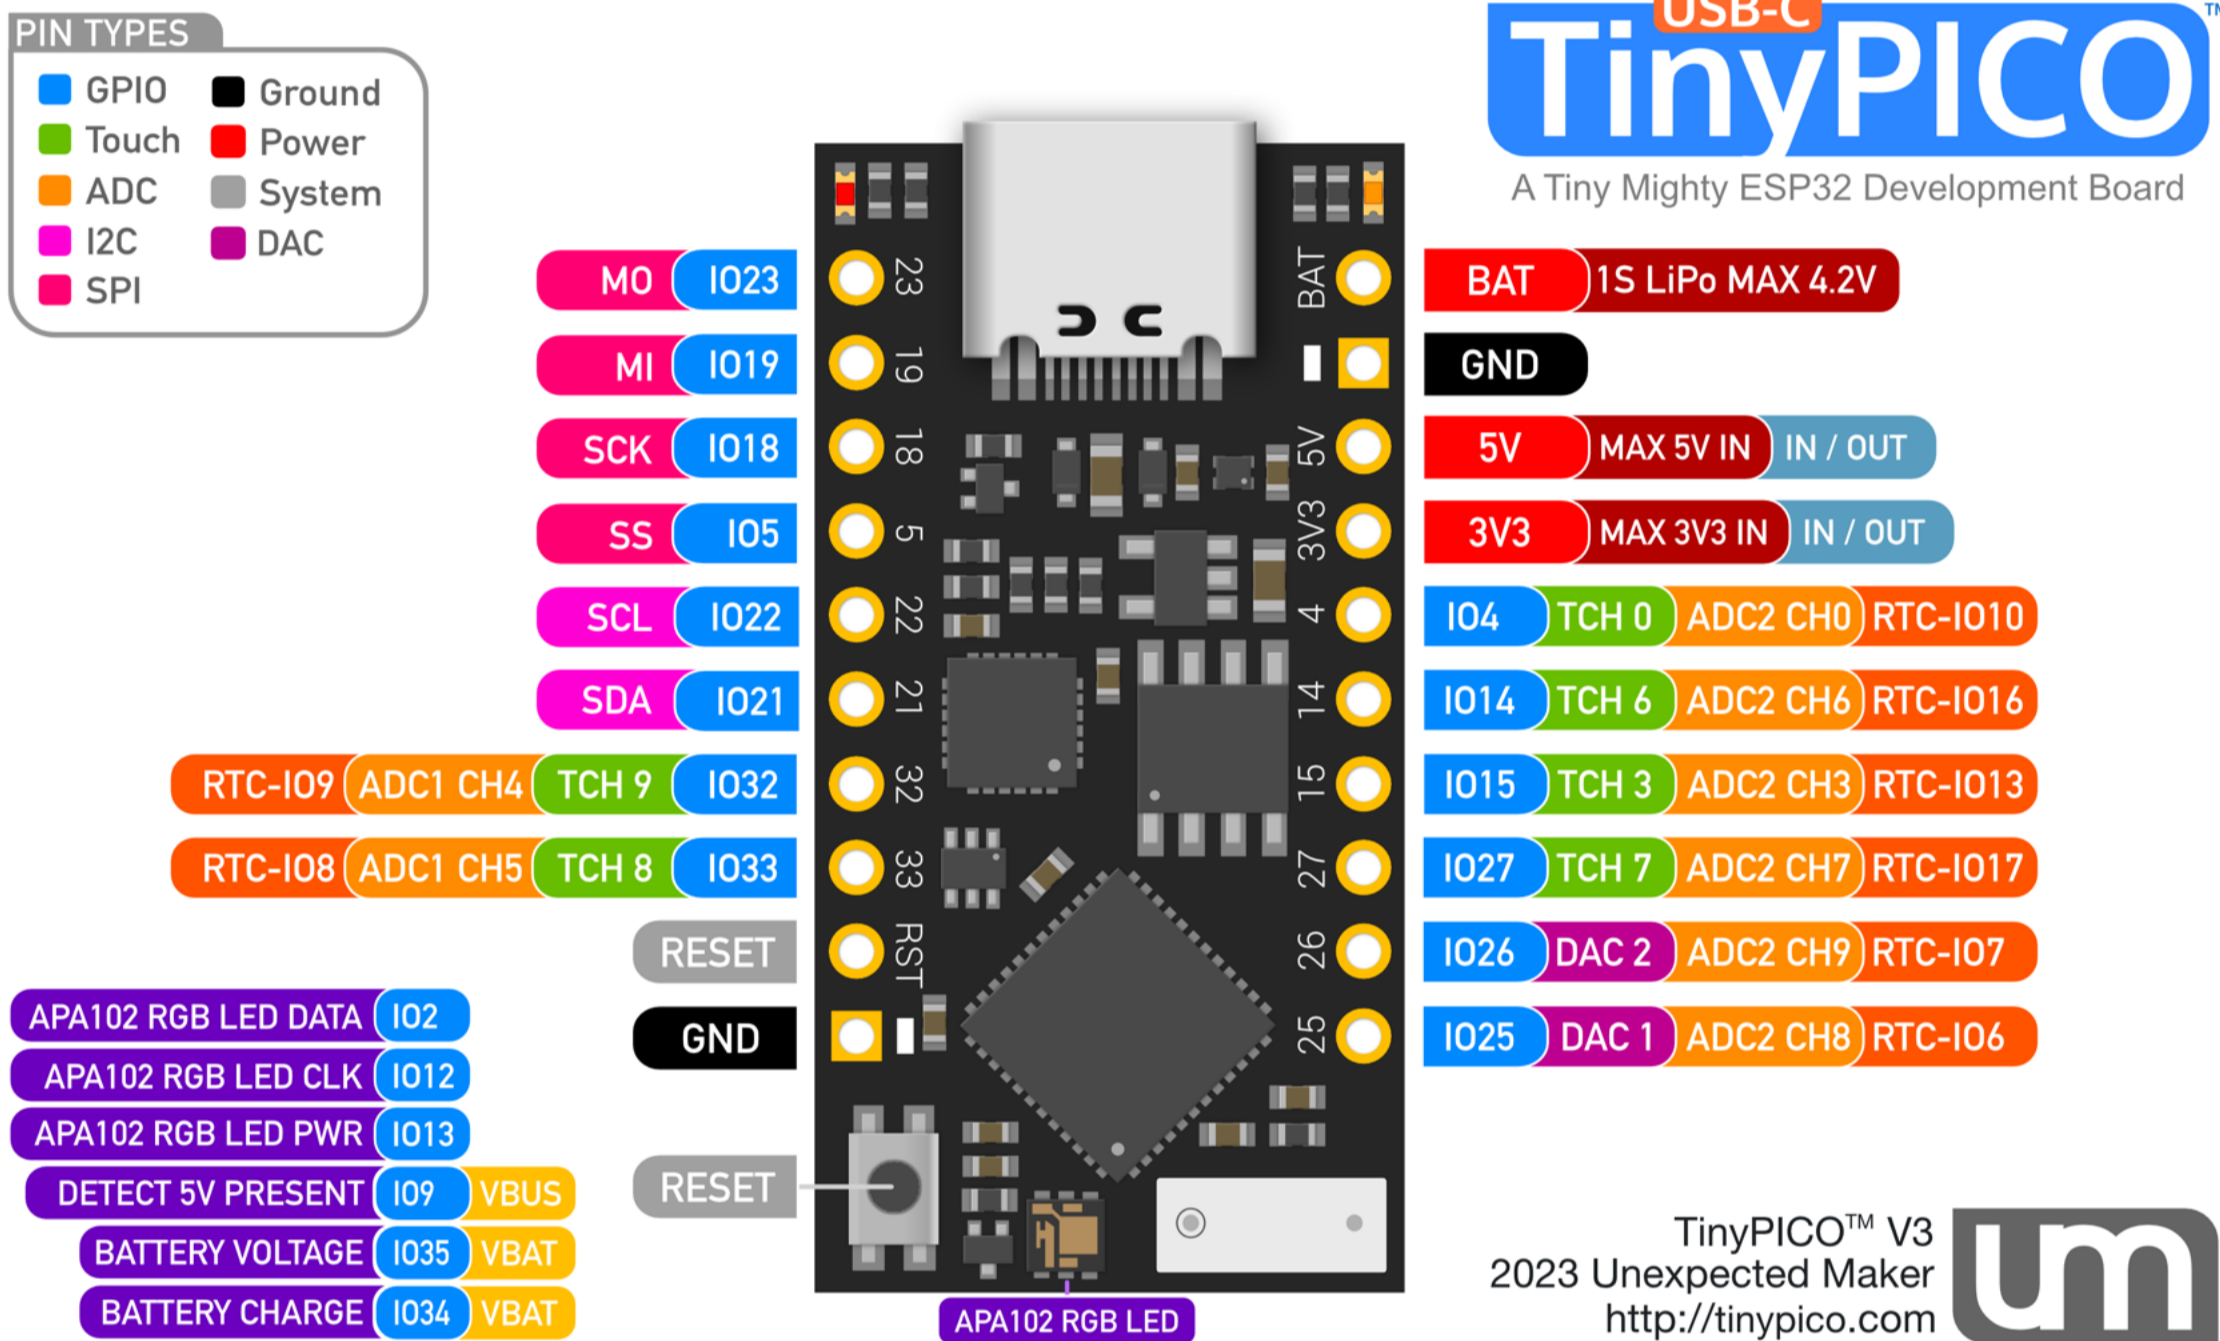 PIN TYPES
GPIO Ground
Touch Power
ADC System
I2C DAC
SPI
USB-C
TinyPICO™
A Tiny Mighty ESP32 Development Board
MO IO23
MI IO19
SCK IO18
SS IO5
SCL IO22
SDA IO21
RTC-IO9 ADC1 CH4 TCH 9 IO32
RTC-IO8 ADC1 CH5 TCH 8 IO33
RESET
GND
RESET
23
19
18
5
22
21
32
33
RST
BAT
5V
3V3
4
14
15
27
26
25
BAT 1S LiPo MAX 4.2V
GND
5V MAX 5V IN IN / OUT
3V3 MAX 3V3 IN IN / OUT
IO4 TCH 0 ADC2 CH0 RTC-IO10
IO14 TCH 6 ADC2 CH6 RTC-IO16
IO15 TCH 3 ADC2 CH3 RTC-IO13
IO27 TCH 7 ADC2 CH7 RTC-IO17
IO26 DAC 2 ADC2 CH9 RTC-IO7
IO25 DAC 1 ADC2 CH8 RTC-IO6
APA102 RGB LED DATA IO2
APA102 RGB LED CLK IO12
APA102 RGB LED PWR IO13
DETECT 5V PRESENT IO9 VBUS
BATTERY VOLTAGE IO35 VBAT
BATTERY CHARGE IO34 VBAT
APA102 RGB LED
TinyPICO™ V3
2023 Unexpected Maker
http://tinypico.com
um